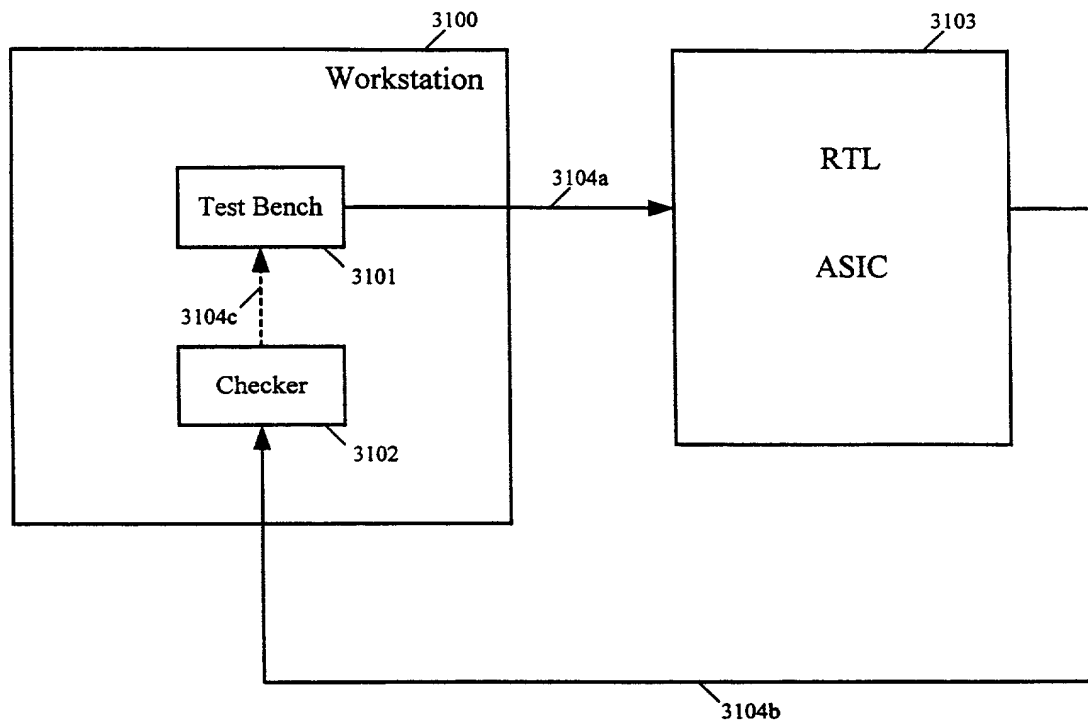 3100
3103
Workstation
RTL
3104a
Test Bench
ASIC
3101
3104c
Checker
3102
3104b